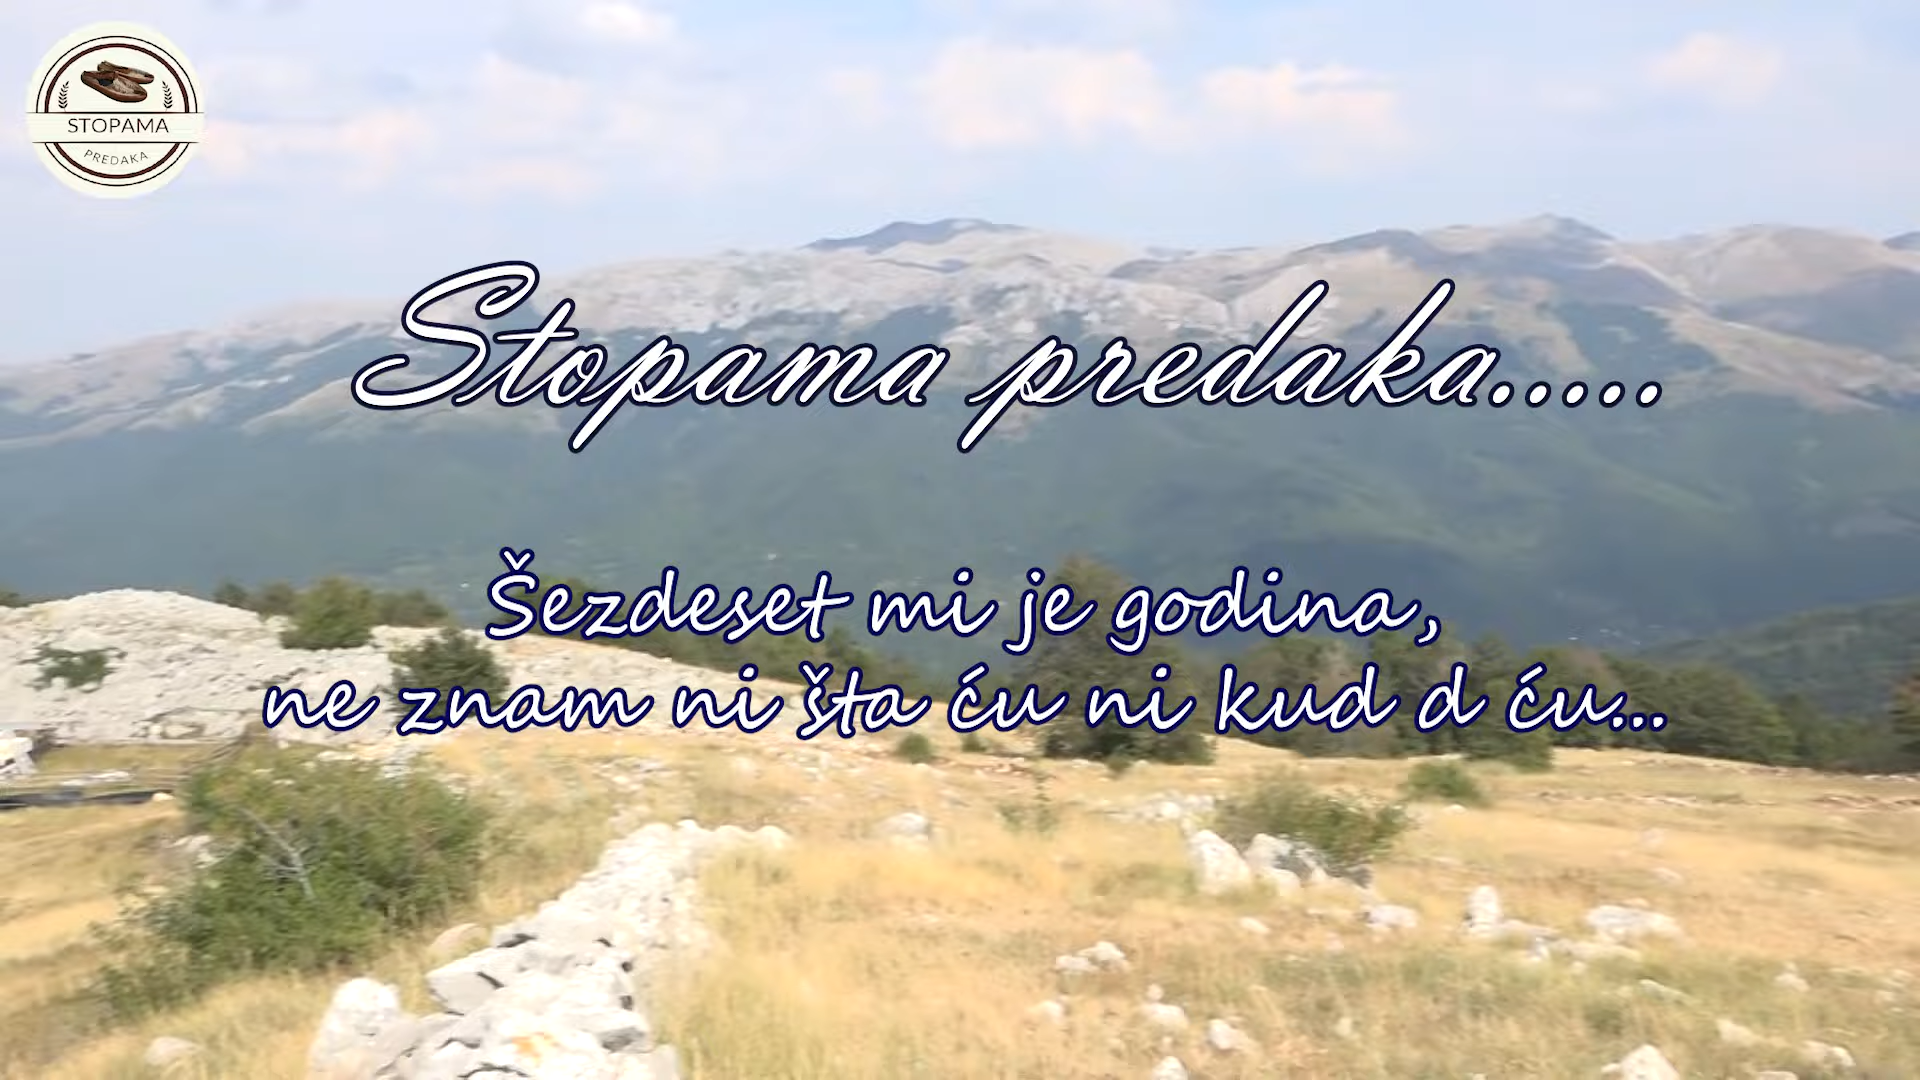 STOPAMA
PREDAKA
Stopama predaka.....
Šezdeset mi je godina,
ne znam ni šta ću ni kud d ću...